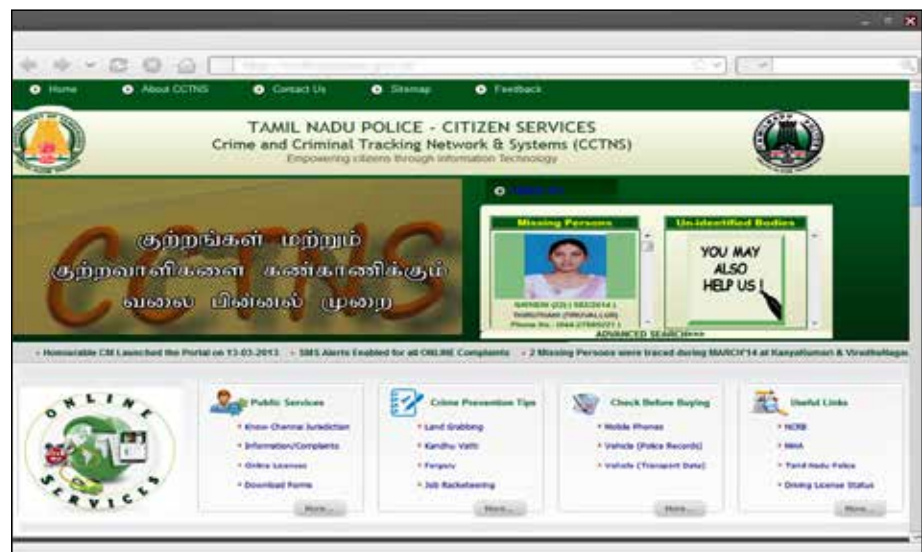 Home
About CCTNS
Contact Us
Sitemap
Feedback
TAMIL NADU POLICE - CITIZEN SERVICES
Crime and Criminal Tracking Network & Systems (CCTNS)
Empowering citizens through Information Technology
CCTNS
குற்றங்கள் மற்றும்
குற்றவாளிகளை கண்காணிக்கும்
வலை பின்னல் முறை
Missing Persons
THIRUTHANI (TIRUVALLUR)
Un-identified Bodies
YOU MAY
ALSO
HELP US !
ADVANCED SEARCH>>>
Honourable CM Launched the Portal on 13-03-2013
SMS Alerts Enabled for all ONLINE Complaints
2 Missing Persons were traced during MARCH'14 at Kanyakumari &
ONLINE
SERVICES
Public Services
Know Chennai Jurisdiction
Information/Complaints
Online Licenses
Download Forms
More...
Crime Prevention Tips
Land Grabbing
Kandhu Vatti
Forgery
Job Racketeering
More...
Check Before Buying
Mobile Phones
Vehicle (Police Records)
Vehicle (Transport Data)
More...
Useful Links
NCRB
MHA
Tamil Nadu Police
Driving License Status
More...